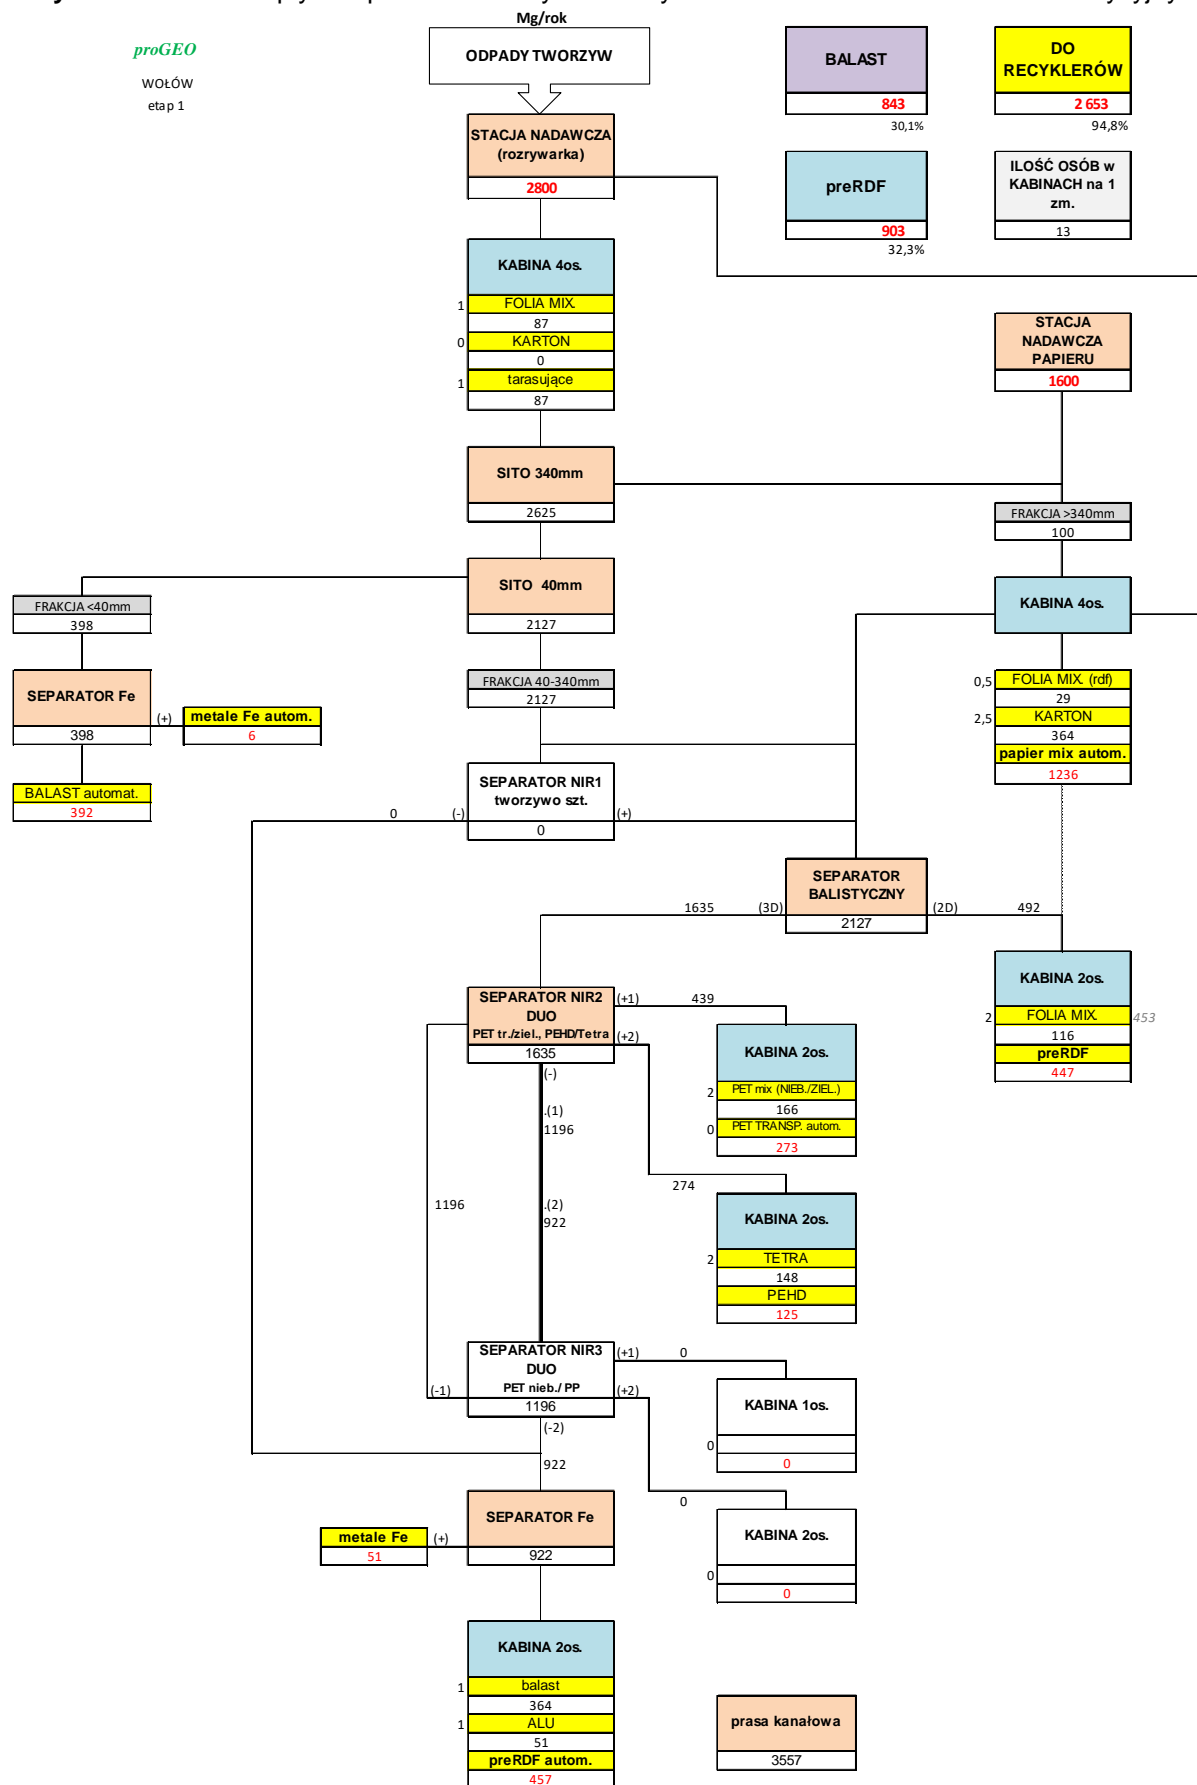 Mg/rok
proGEO
WOŁÓW
etap 1
ODPADY TWORZYW
BALAST
843
30,1%
DO
RECYKLERÓW
2 653
94,8%
STACJA NADAWCZA
(rozrywarka)
2800
preRDF
903
32,3%
ILOŚĆ OSÓB w
KABINACH na 1
zm.
13
KABINA 4os.
1 FOLIA MIX.
87
0 KARTON
0
1 tarasujące
87
STACJA
NADAWCZA
PAPIERU
1600
SITO 340mm
2625
FRAKCJA >340mm
100
SITO 40mm
2127
FRAKCJA <40mm
398
KABINA 4os.
FRAKCJA 40-340mm
2127
SEPARATOR Fe
398
(+)
metale Fe autom.
6
BALAST automat.
392
0,5 FOLIA MIX. (rdf)
29
2,5 KARTON
364
papier mix autom.
1236
SEPARATOR NIR1
tworzywo szt.
0
0 (-)
(+)
SEPARATOR
BALISTYCZNY
2127
1635 (3D)
(2D) 492
KABINA 2os.
2 FOLIA MIX. 453
116
preRDF
447
SEPARATOR NIR2
DUO
PET tr./ziel., PEHD/Tetra
1635
(+1) 439
(+2)
(-)
.(1)
1196
KABINA 2os.
2 PET mix (NIEB./ZIEL.)
166
0 PET TRANSP. autom.
273
274
1196
.(2)
922
KABINA 2os.
2 TETRA
148
PEHD
125
SEPARATOR NIR3
DUO
PET nieb./ PP
1196
(+1) 0
(-1)
(+2)
(-2)
922
KABINA 1os.
0
0
0
SEPARATOR Fe
922
metale Fe
51
(+)
KABINA 2os.
0
0
KABINA 2os.
1 balast
364
1 ALU
51
preRDF autom.
457
prasa kanałowa
3557